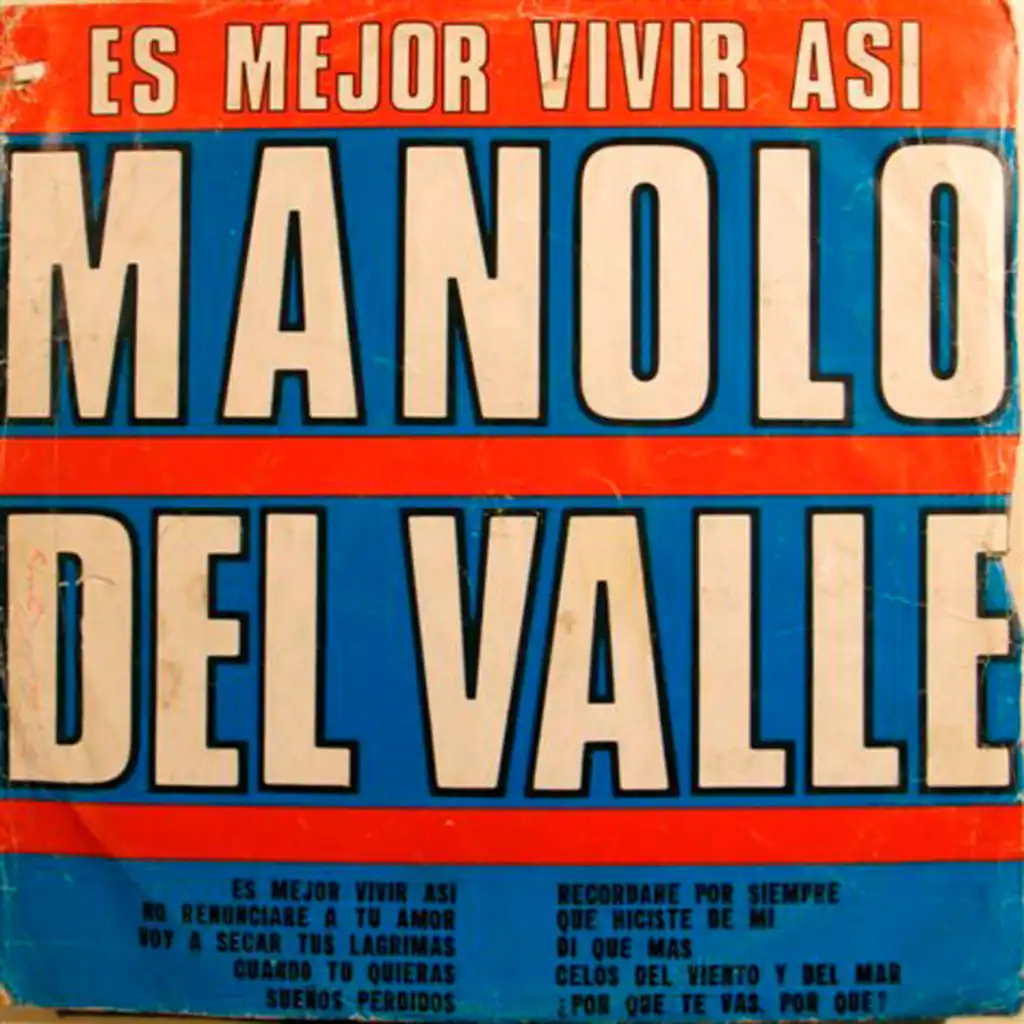 ES MEJOR VIVIR ASI
MANOLO
DEL VALLE
ES MEJOR VIVIR ASI
NO RENUNCIARE A TU AMOR
VOY A SECAR TUS LAGRIMAS
CUANDO TU QUIERAS
SUEÑOS PERDIDOS
RECORDAME POR SIEMPRE
QUE HICISTE DE MI
DI QUE MAS
CELOS DEL VIENTO Y DEL MAR
¿POR QUE TE VAS, POR QUE?